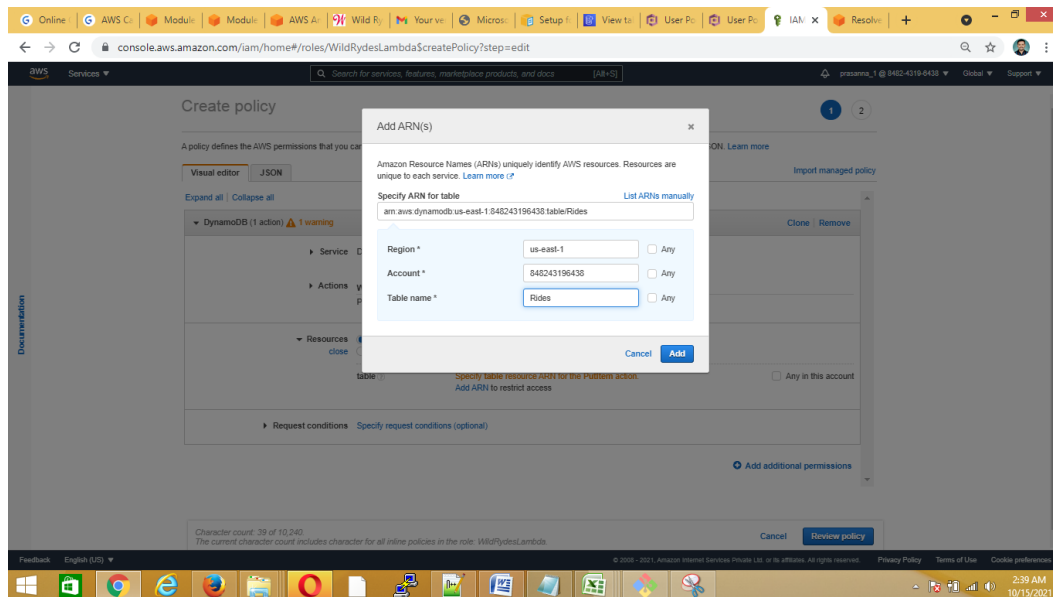 Online
AWS Ca
Module
Module
AWS Ar
Wild Ry
Your ve
Microso
Setup fo
View ta
User Po
User Po
IAM
Resolve
console.aws.amazon.com/iam/home#/roles/WildRydesLambda$createPolicy?step=edit
aws Services Search for services, features, marketplace products, and docs [Alt+S] prasanna_1 @ 8482-4319-6438 Global Support
Create policy 1 2
A policy defines the AWS permissions that you ca ON. Learn more
Visual editor JSON Import managed policy
Expand all | Collapse all
DynamoDB (1 action) 1 warning Clone | Remove
Service
Actions
Resources
close
table Specify table resource ARN for the PutItem action. Any in this account
Add ARN to restrict access
Request conditions Specify request conditions (optional)
Add additional permissions
Add ARN(s) ×
Amazon Resource Names (ARNs) uniquely identify AWS resources. Resources are
unique to each service. Learn more
Specify ARN for table List ARNs manually
arn:aws:dynamodb:us-east-1:848243196438:table/Rides
Region * us-east-1 Any
Account * 848243196438 Any
Table name * Rides Any
Cancel Add
Character count: 39 of 10,240.
The current character count includes character for all inline policies in the role: WildRydesLambda.
Cancel Review policy
Documentation
Feedback English (US) © 2008 - 2021, Amazon Internet Services Private Ltd. or its affiliates. All rights reserved. Privacy Policy Terms of Use Cookie preferences
2:39 AM
10/15/2021